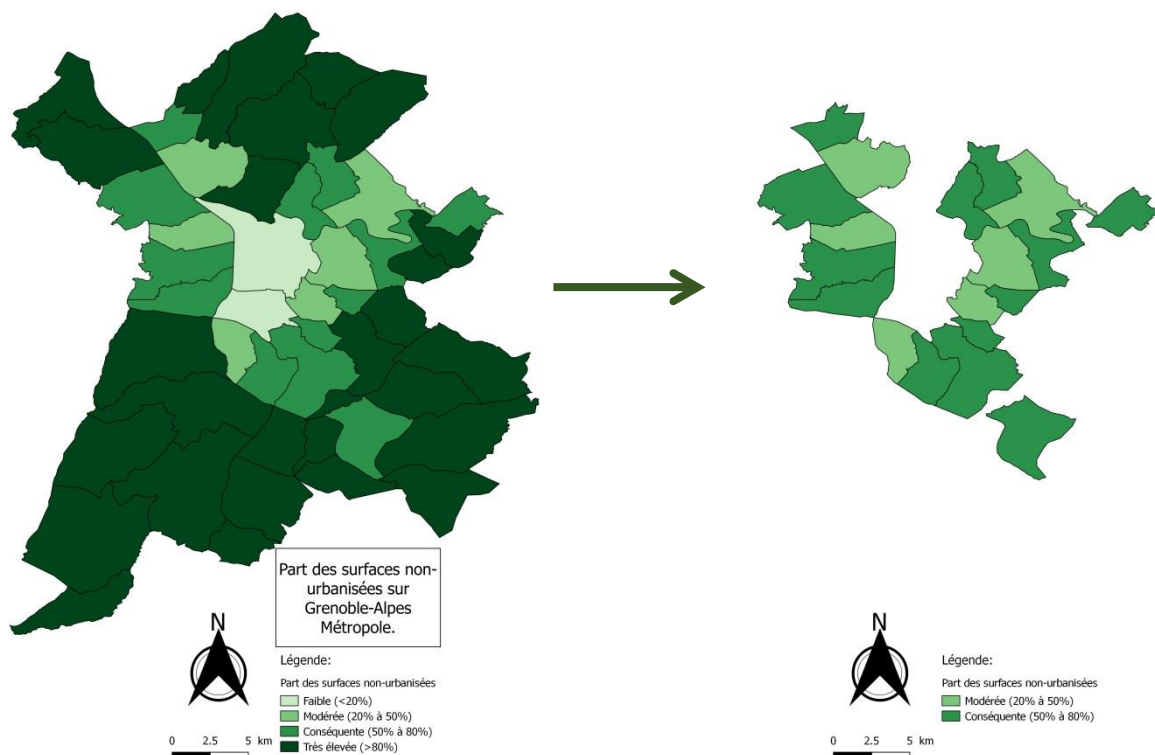 Part des surfaces non-
urbanisées sur
Grenoble-Alpes
Métropole.
N
Légende:
Part des surfaces non-urbanisées
Faible (<20%)
Modérée (20% à 50%)
Conséquente (50% à 80%)
Très élevée (>80%)
0 2.5 5 km
N
Légende:
Part des surfaces non-urbanisées
Modérée (20% à 50%)
Conséquente (50% à 80%)
0 2.5 5 km